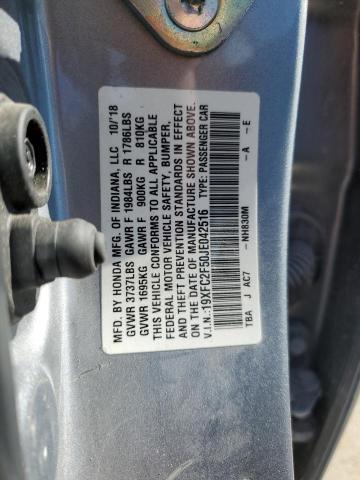 MFD. BY HONDA MFG. OF INDIANA, LLC 10/18
GVWR 3737LBS GAWR F 1984LBS R 1786LBS
GVWR 1695KG GAWR F 900KG R 810KG
THIS VEHICLE CONFORMS TO ALL APPLICABLE
FEDERAL MOTOR VEHICLE SAFETY, BUMPER,
AND THEFT PREVENTION STANDARDS IN EFFECT
ON THE DATE OF MANUFACTURE SHOWN ABOVE.
V.I.N.:19XFC2F50JE042516 TYPE: PASSENGER CAR
TBA J AC7 -NH830M -A -E